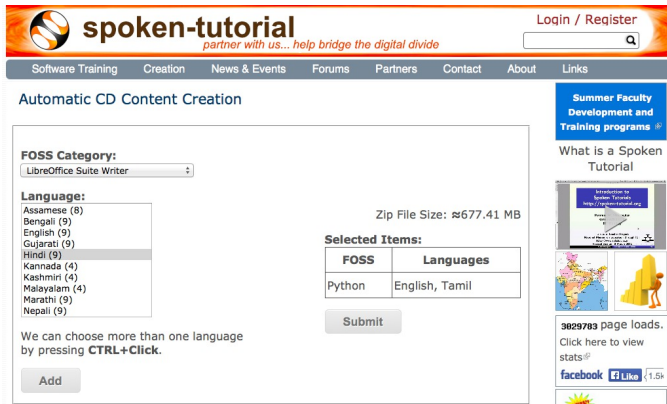 spoken-tutorial
partner with us... help bridge the digital divide
Login / Register
Software Training Creation News & Events Forums Partners Contact About Links
Automatic CD Content Creation
FOSS Category:
LibreOffice Suite Writer
Language:
Assamese (8)
Bengali (9)
English (9)
Gujarati (9)
Hindi (9)
Kannada (4)
Kashmiri (4)
Malayalam (4)
Marathi (9)
Nepali (9)
We can choose more than one language
by pressing CTRL+Click.
Add
Zip File Size: ≈677.41 MB
Selected Items:
FOSS Languages
Python English, Tamil
Submit
Summer Faculty
Development and
Training programs
What is a Spoken
Tutorial
Introduction to
Spoken Tutorials
http://spoken-tutorial.org
3029703 page loads.
Click here to view
stats
facebook Like 1.5k